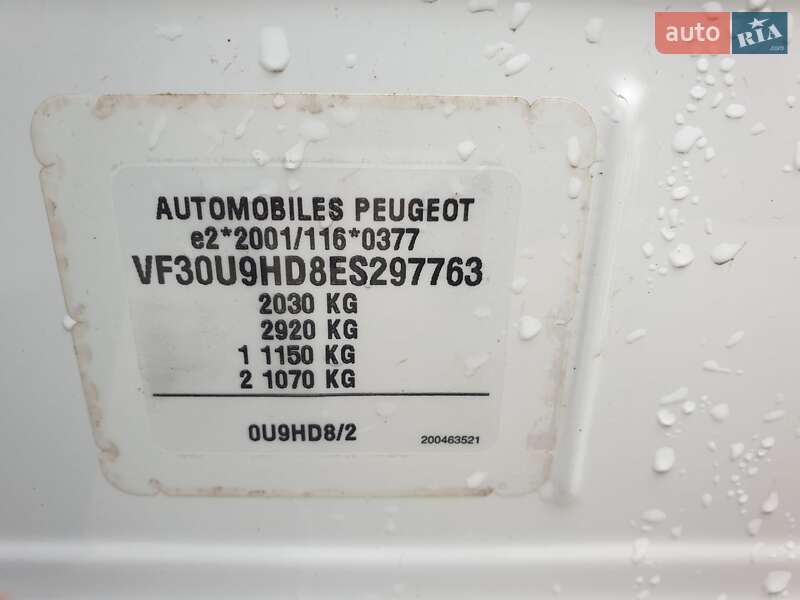 auto RIA.com
AUTOMOBILES PEUGEOT
e2*2001/116*0377
VF30U9HD8ES297763
2030 KG
2920 KG
1 1150 KG
2 1070 KG
0U9HD8/2
200463521